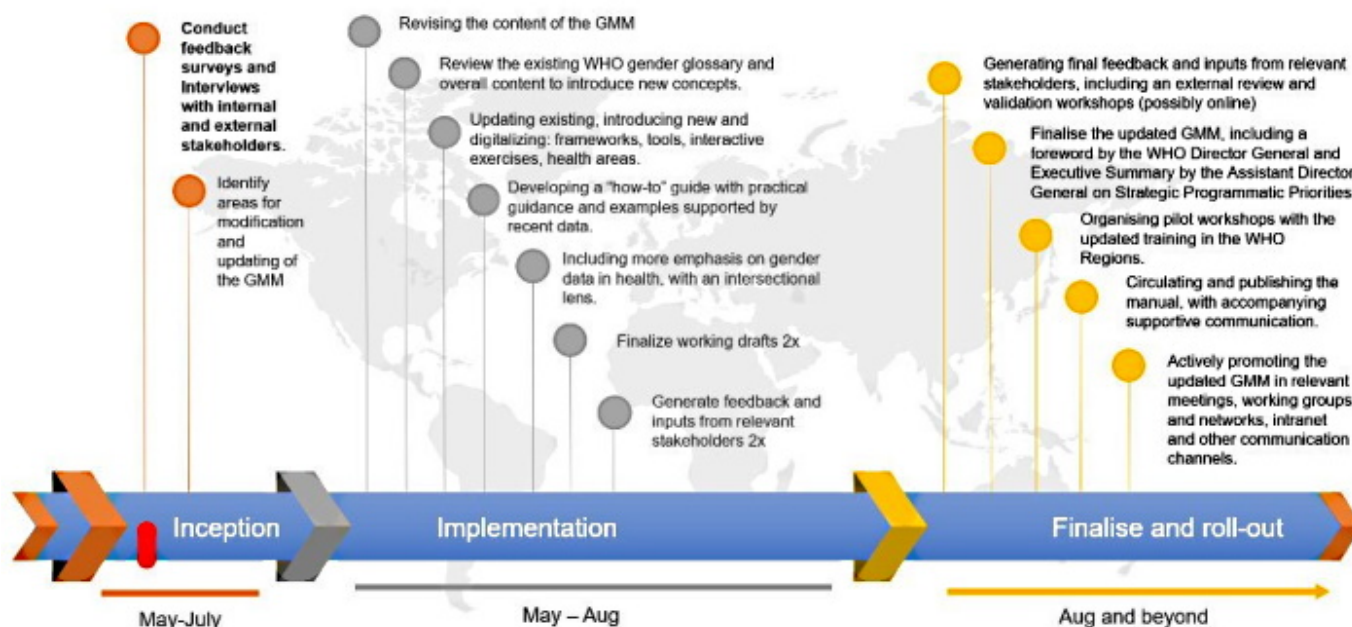 Conduct
feedback
surveys and
Interviews
with internal
and external
stakeholders.
Identify
areas for
modification
and
updating of
the GMM
Revising the content of the GMM
Review the existing WHO gender glossary and
overall content to introduce new concepts.
Updating existing, introducing new and
digitalizing: frameworks, tools, interactive
exercises, health areas.
Developing a "how-to" guide with practical
guidance and examples supported by
recent data.
Including more emphasis on gender
data in health, with an intersectional
lens.
Finalize working drafts 2x
Generate feedback and
inputs from relevant
stakeholders 2x
Generating final feedback and inputs from relevant
stakeholders, including an external review and
validation workshops (possibly online)
Finalise the updated GMM, including a
foreword by the WHO Director General and
Executive Summary by the Assistant Director
General on Strategic Programmatic Priorities
Organising pilot workshops with the
updated training in the WHO
Regions.
Circulating and publishing the
manual, with accompanying
supportive communication.
Actively promoting the
updated GMM in relevant
meetings, working groups
and networks, intranet
and other communication
channels.
Inception
Implementation
Finalise and roll-out
May-July
May – Aug
Aug and beyond